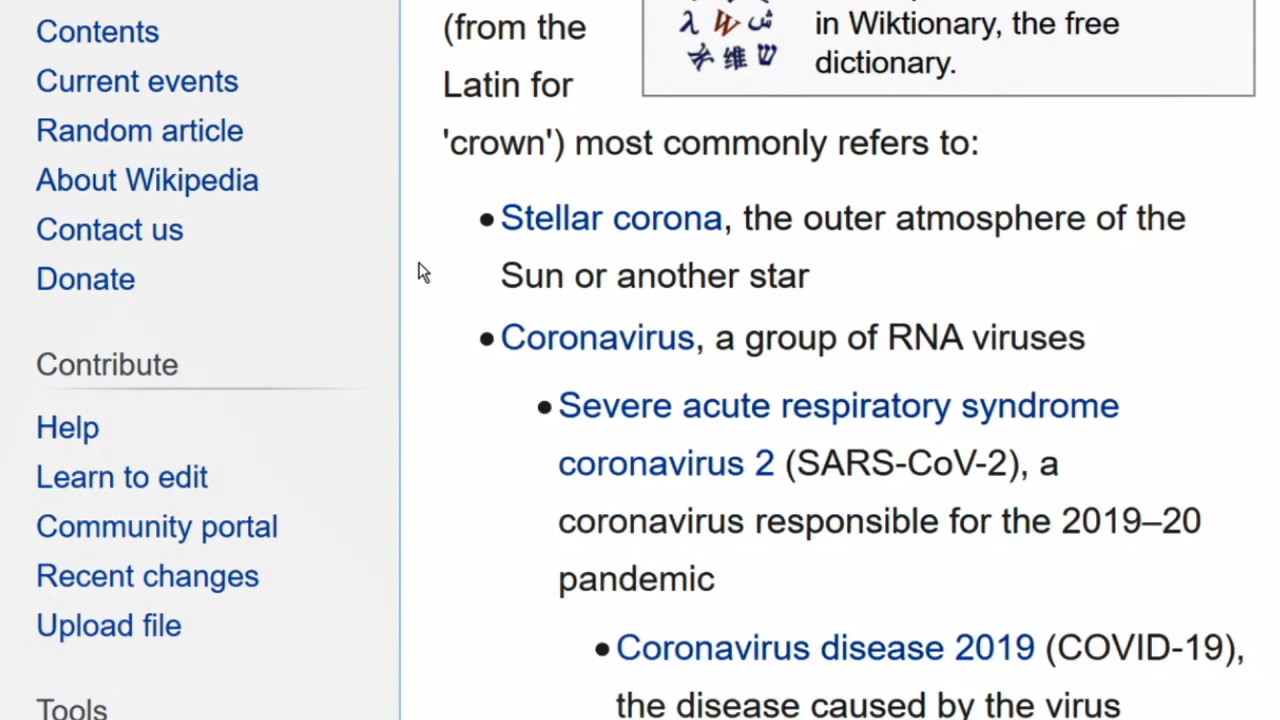 Contents
Current events
Random article
About Wikipedia
Contact us
Donate
Contribute
Help
Learn to edit
Community portal
Recent changes
Upload file
Tools
(from the
Latin for
'crown') most commonly refers to:
in Wiktionary, the free
dictionary.
• Stellar corona, the outer atmosphere of the
Sun or another star
• Coronavirus, a group of RNA viruses
• Severe acute respiratory syndrome
coronavirus 2 (SARS-CoV-2), a
coronavirus responsible for the 2019–20
pandemic
• Coronavirus disease 2019 (COVID-19),
the disease caused by the virus